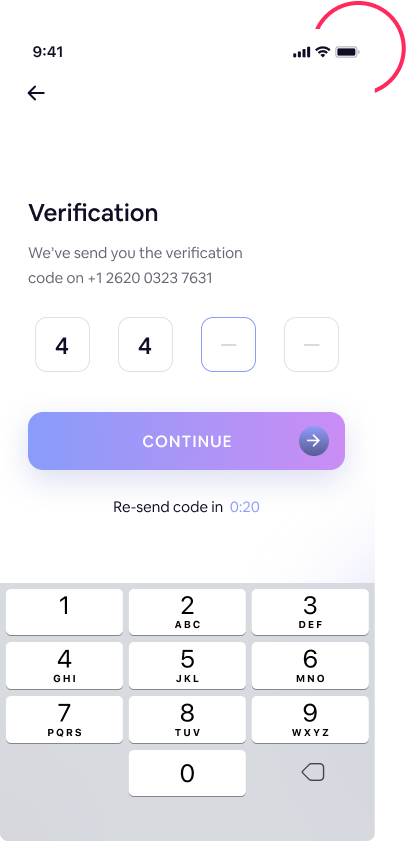 9:41
Verification
We've send you the verification
code on +1 2620 0323 7631
4 4 — —
CONTINUE
Re-send code in 0:20
1 2 3
ABC DEF
4 5 6
GHI JKL MNO
7 8 9
PQRS TUV WXYZ
0